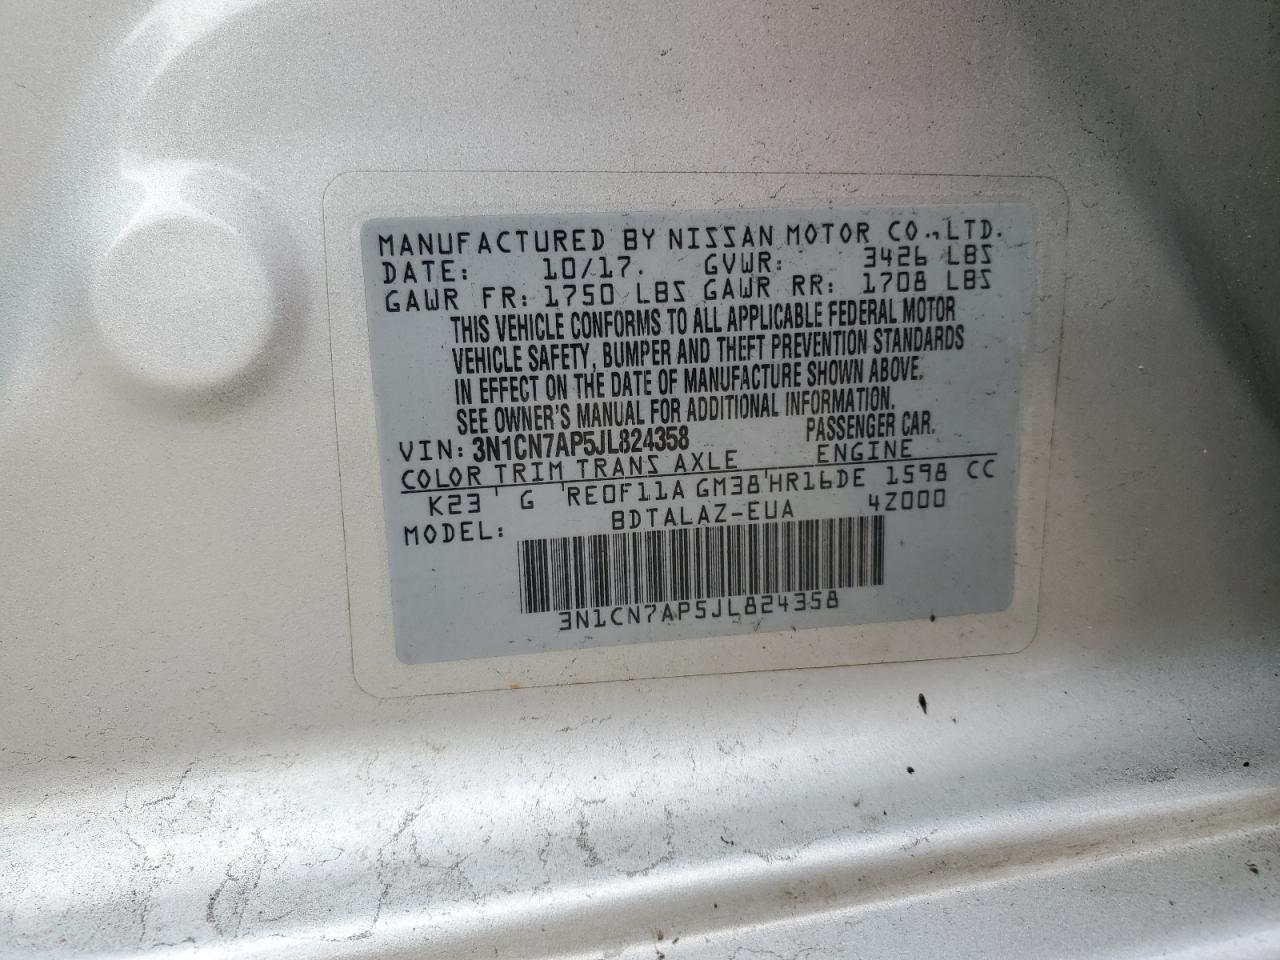 MANUFACTURED BY NISSAN MOTOR CO., LTD.
DATE: 10/17. GVWR: 3426 LBS
GAWR FR: 1750 LBS GAWR RR: 1708 LBS
THIS VEHICLE CONFORMS TO ALL APPLICABLE FEDERAL MOTOR
VEHICLE SAFETY, BUMPER AND THEFT PREVENTION STANDARDS
IN EFFECT ON THE DATE OF MANUFACTURE SHOWN ABOVE.
SEE OWNER'S MANUAL FOR ADDITIONAL INFORMATION.
VIN: 3N1CN7AP5JL824358 PASSENGER CAR.
COLOR TRIM TRANS AXLE ENGINE
K23 ' G 'RE0F11A GM38'HR16DE 1598 CC
MODEL: BDTALAZ-EUA 4Z000
3N1CN7AP5JL824358